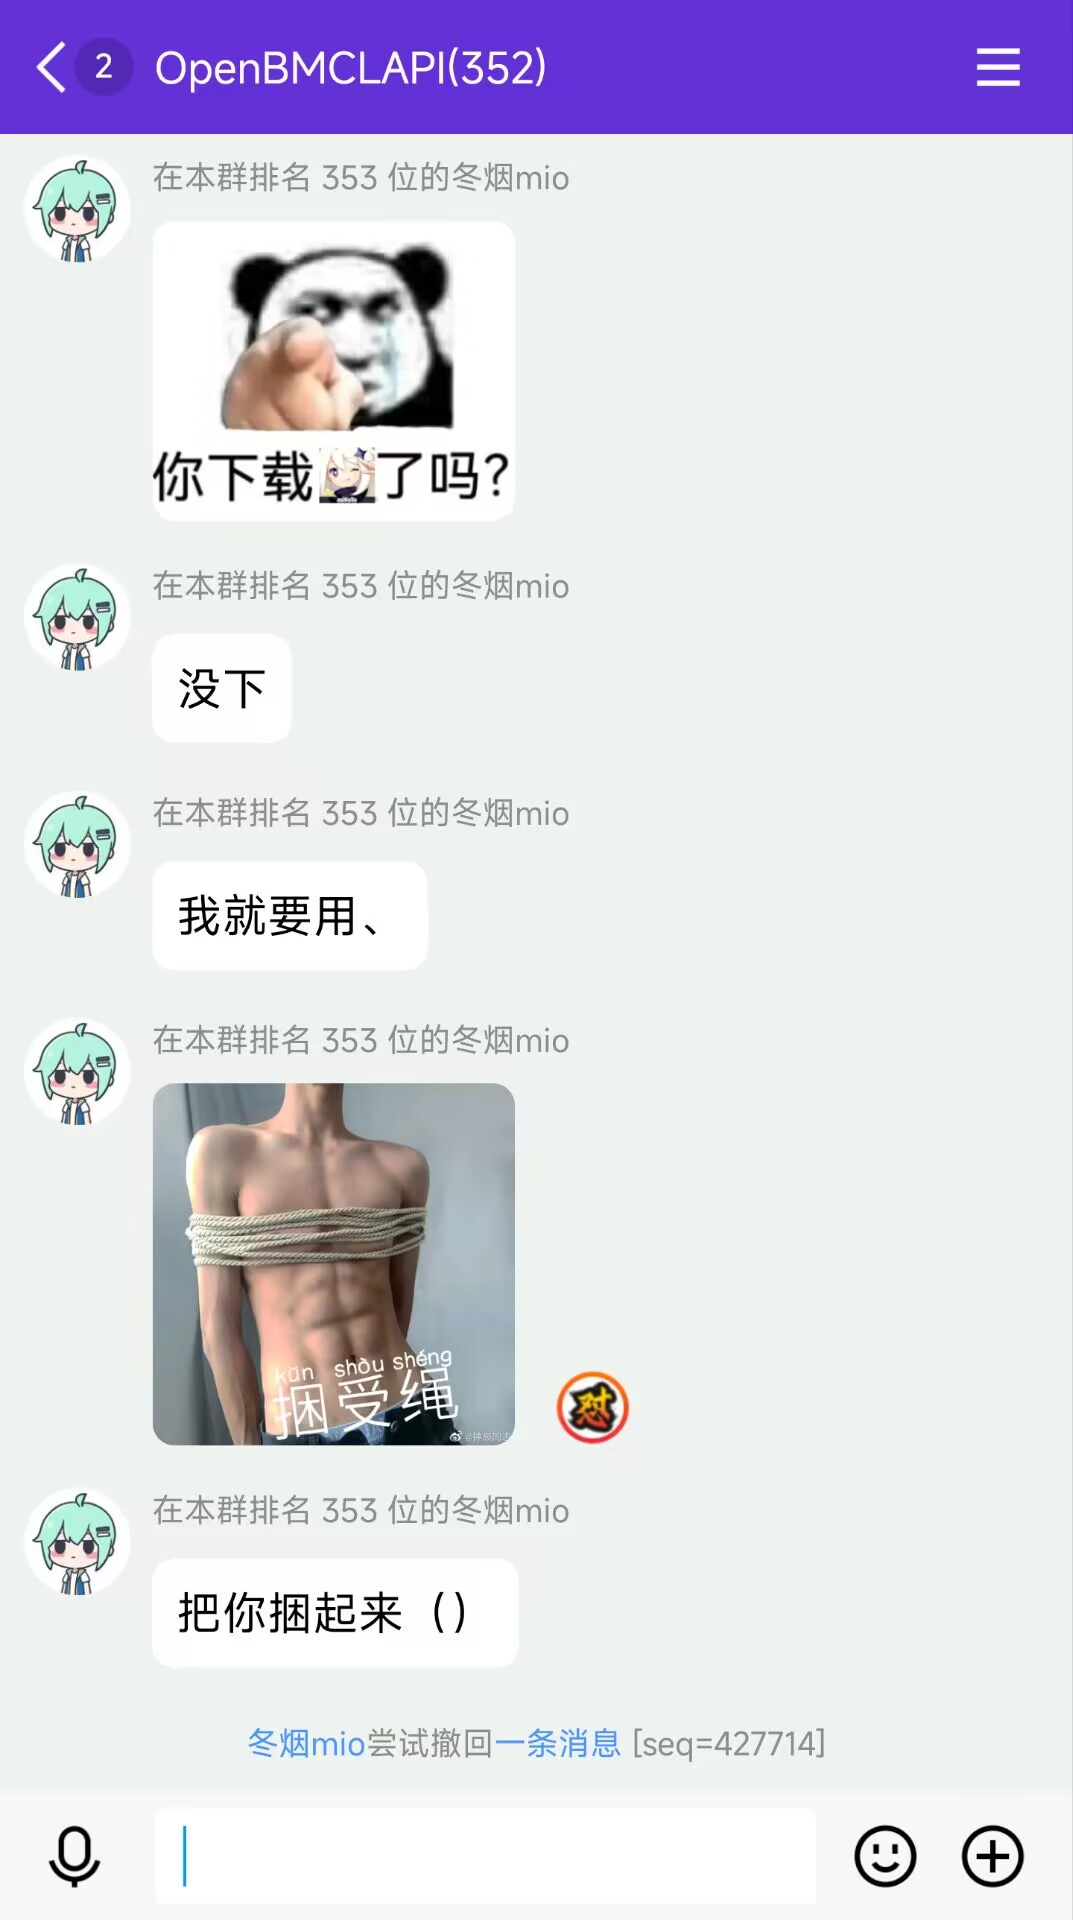 2 OpenBMCLAPI(352)
在本群排名 353 位的冬烟mio
你下载了吗?
在本群排名 353 位的冬烟mio
没下
在本群排名 353 位的冬烟mio
我就要用、
在本群排名 353 位的冬烟mio
kǔn shòu shéng
捆受绳
怼
在本群排名 353 位的冬烟mio
把你捆起来（）
冬烟mio尝试撤回一条消息 [seq=427714]